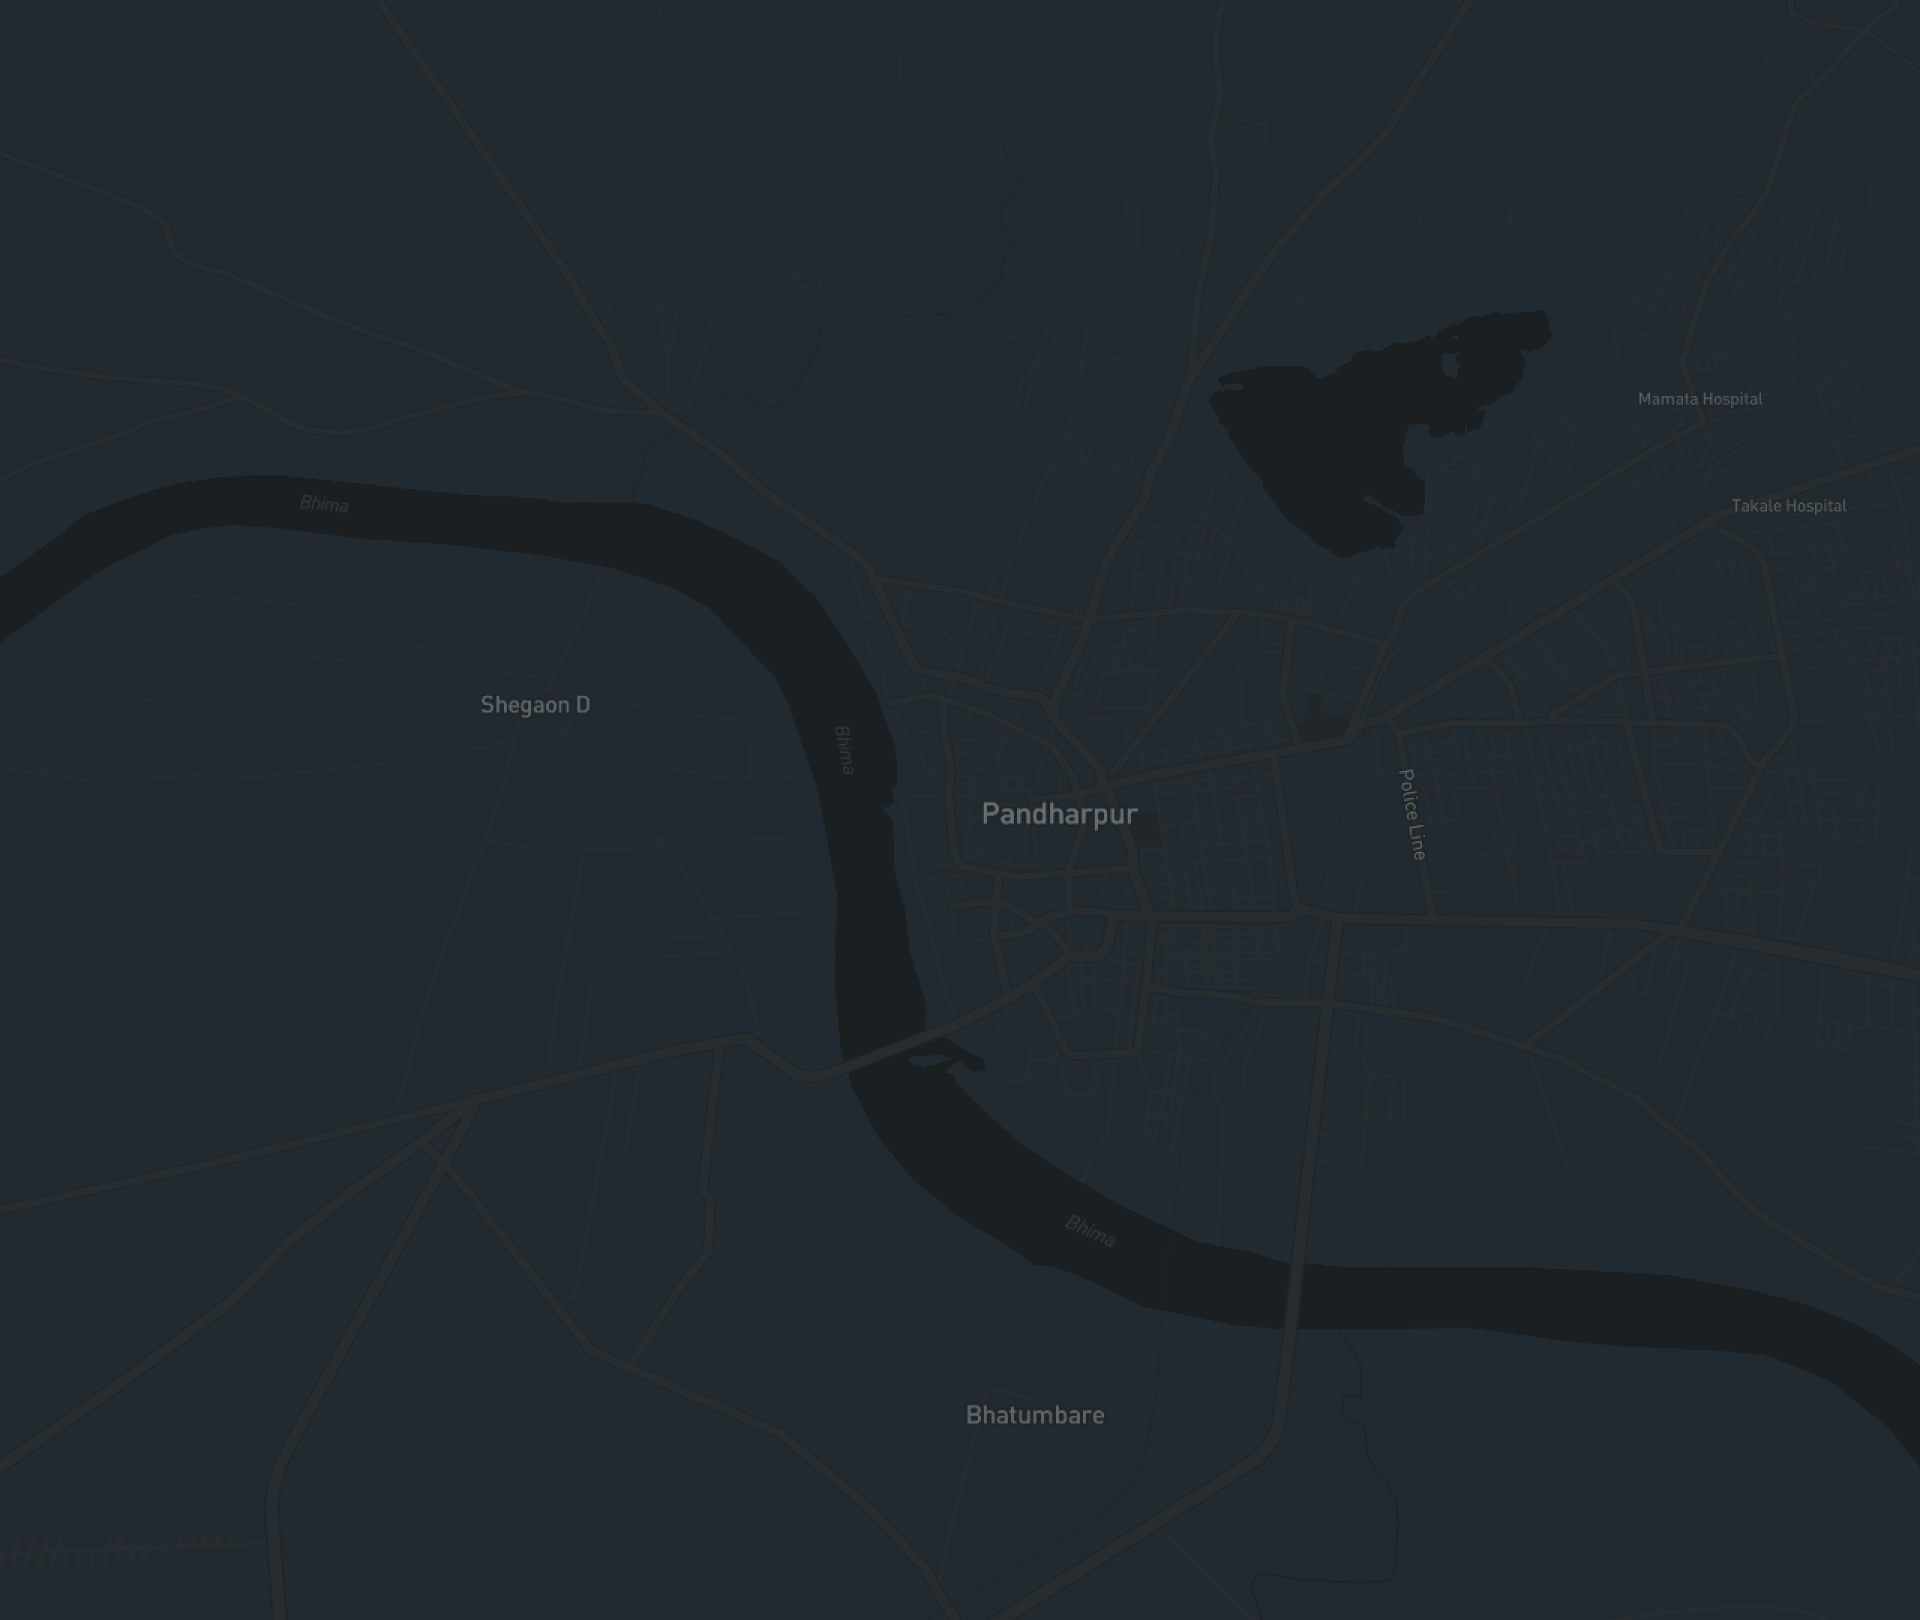 Mamata Hospital
Bhima
Takale Hospital
Shegaon D
Bhima
Police Line
Pandharpur
Bhima
Bhatumbare